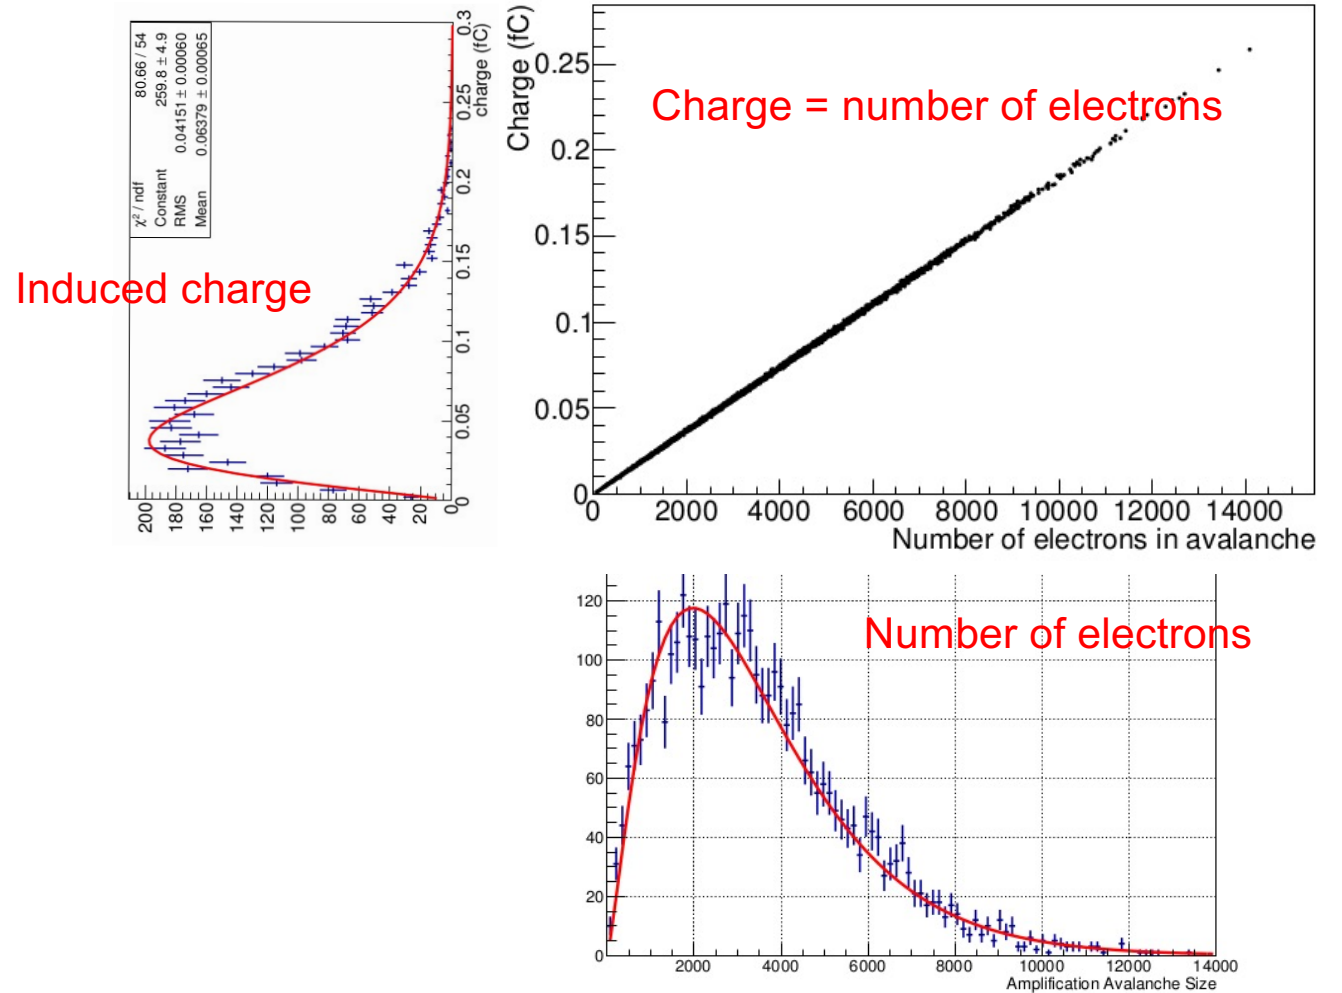 χ² / ndf 80.66 / 54
Constant 259.8 ± 4.9
RMS 0.04151 ± 0.00060
Mean 0.06379 ± 0.00065
Induced charge
200 180 160 140 120 100 80 60 40 20 0
0 0.05 0.1 0.15 0.2 0.25 0.3
charge (fC)
Charge (fC)
0.25
0.2
0.15
0.1
0.05
0
Charge = number of electrons
0 2000 4000 6000 8000 10000 12000 14000
Number of electrons in avalanche
Number of electrons
120
100
80
60
40
20
0
2000 4000 6000 8000 10000 12000 14000
Amplification Avalanche Size